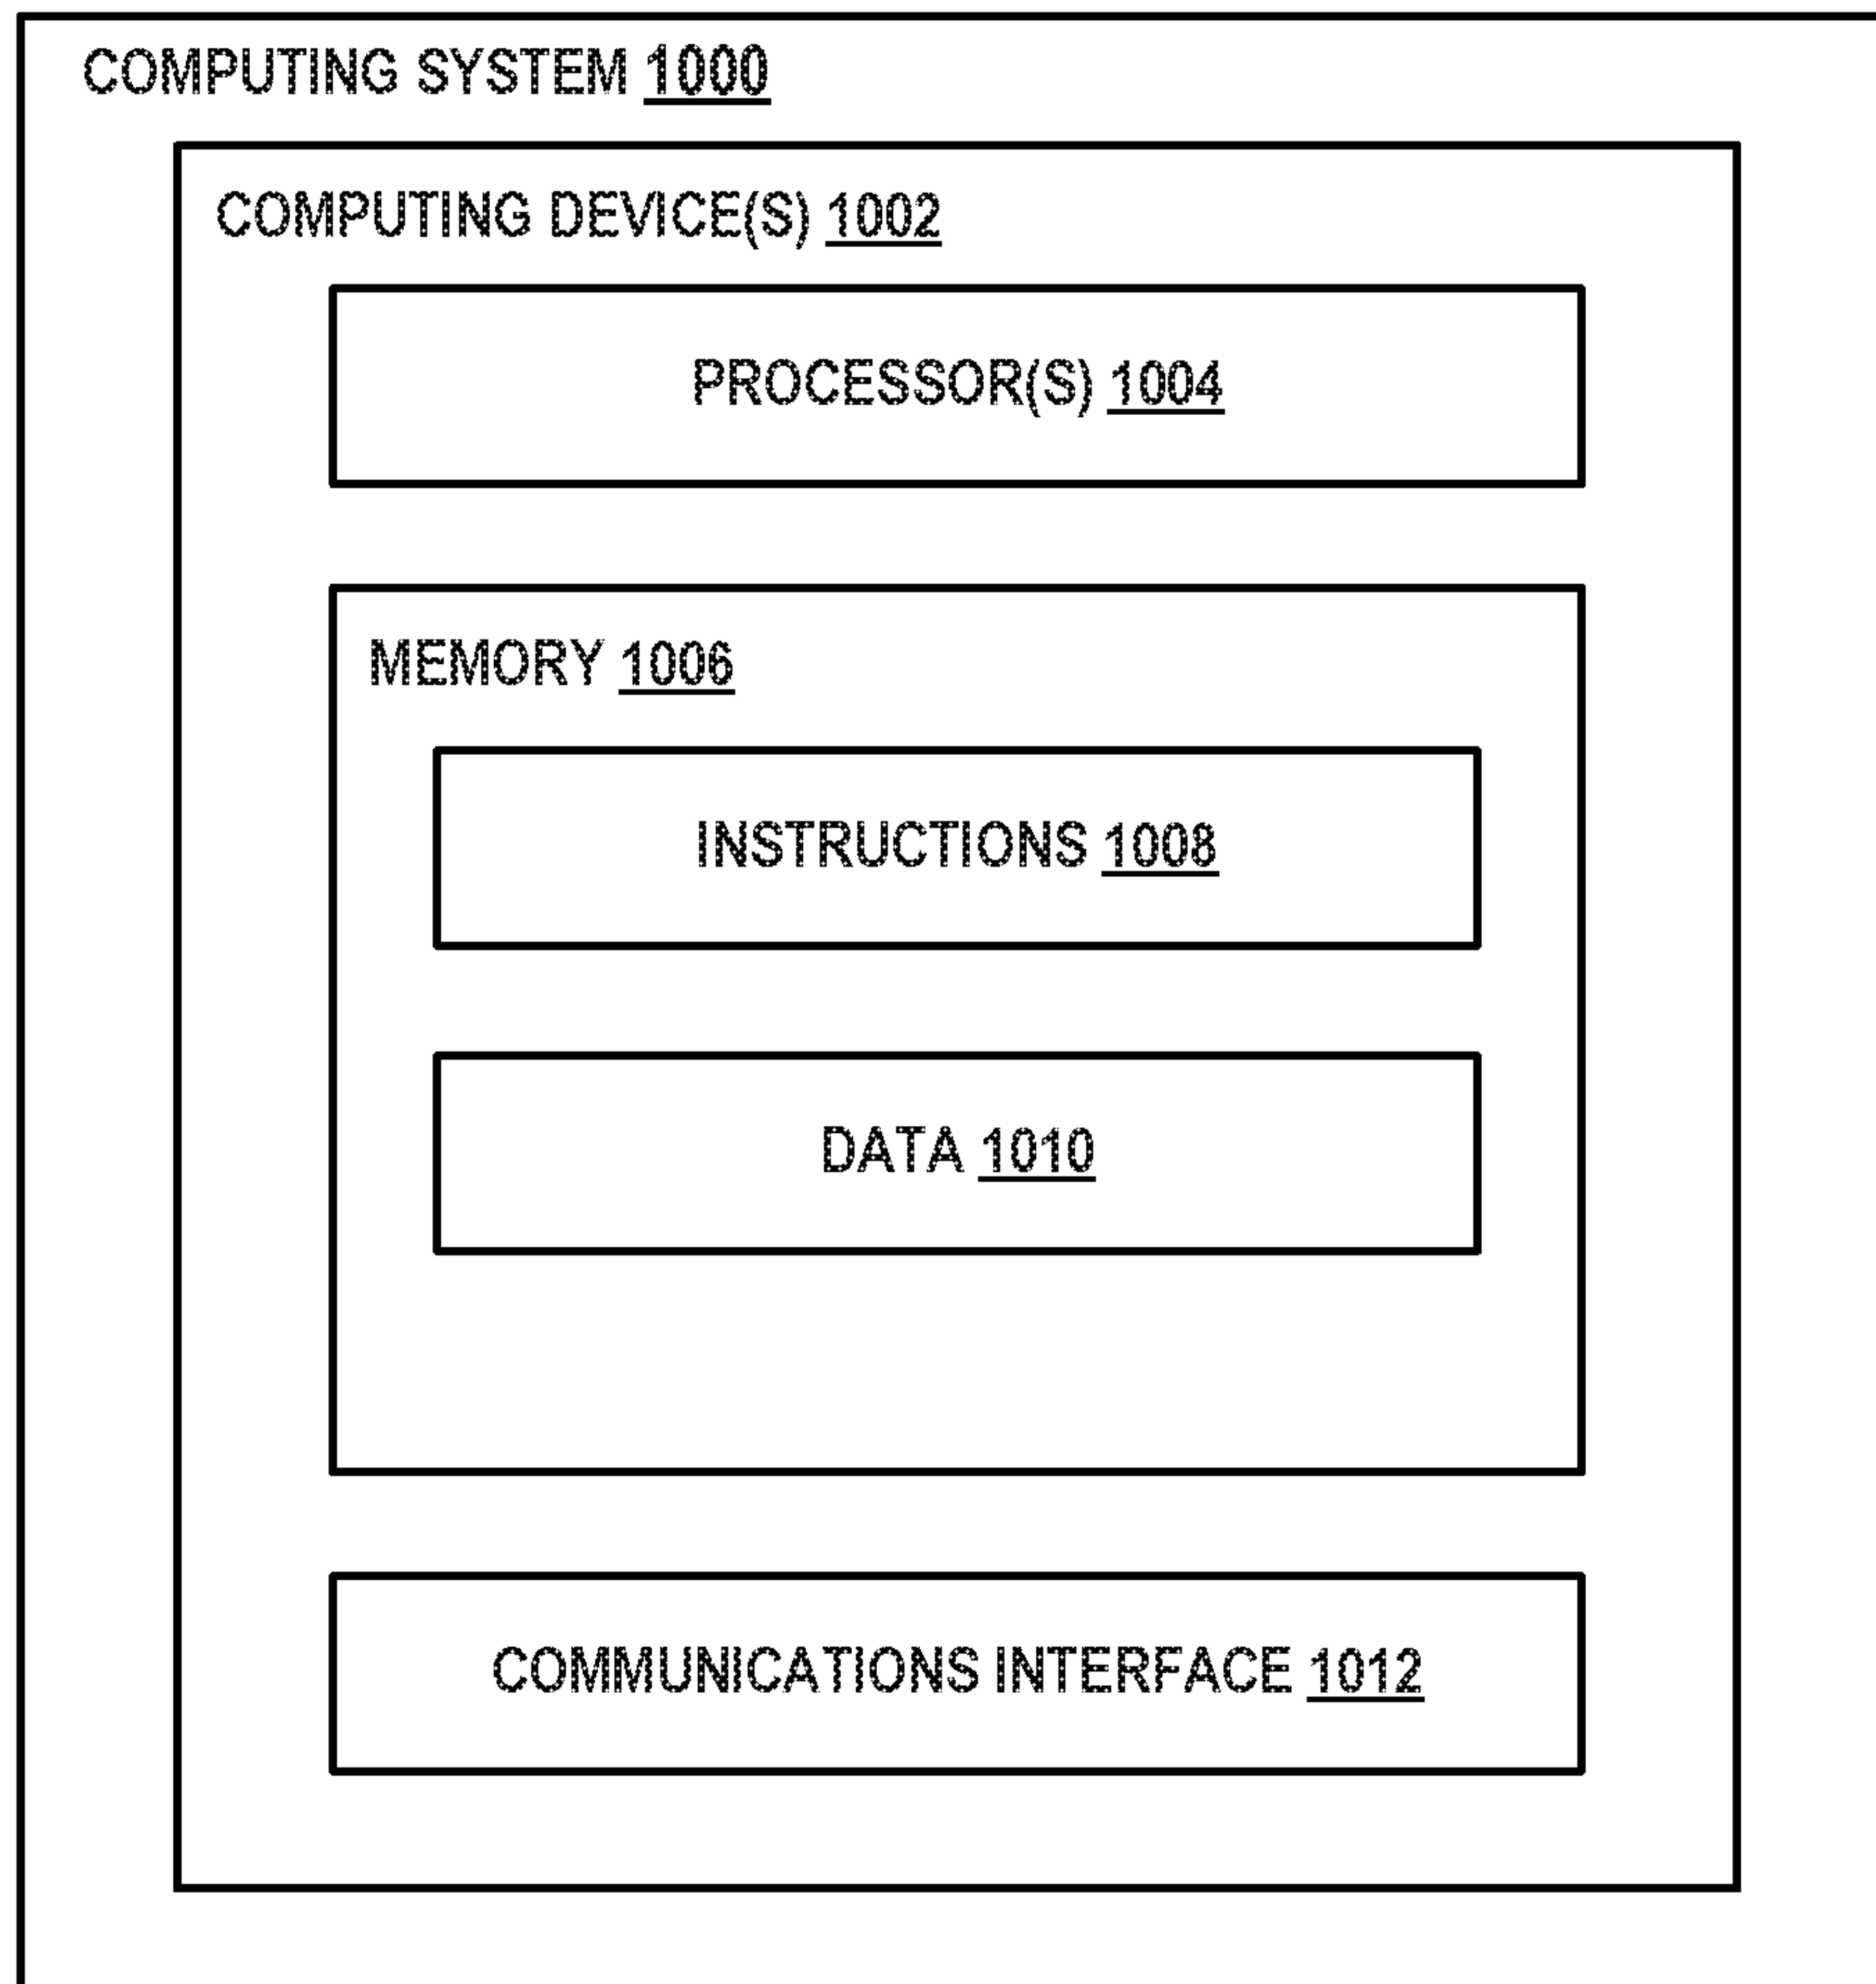 COMPUTING SYSTEM 1000
COMPUTING DEVICE(S) 1002
PROCESSOR(S) 1004
MEMORY 1006
INSTRUCTIONS 1008
DATA 1010
COMMUNICATIONS INTERFACE 1012